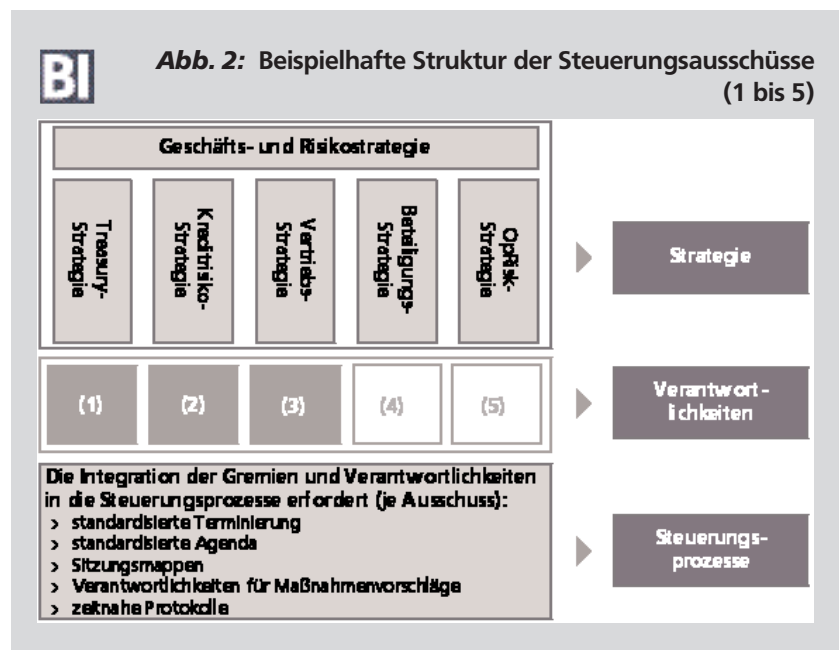 BI
Abb. 2: Beispielhafte Struktur der Steuerungsausschüsse
(1 bis 5)
Geschäfts- und Risikostrategie
Treasury-
Strategie
Kreditrisiko-
Strategie
Vertriebs-
Strategie
Beteiligungs-
Strategie
OpRisk-
Strategie
Strategie
(1)
(2)
(3)
(4)
(5)
Verantwort-
lichkeiten
Die Integration der Gremien und Verantwortlichkeiten
in die Steuerungsprozesse erfordert (je Ausschuss):
> standardisierte Terminierung
> standardisierte Agenda
> Sitzungsmappen
> Verantwortlichkeiten für Maßnahmenvorschläge
> zeitnahe Protokolle
Steuerungs-
prozesse